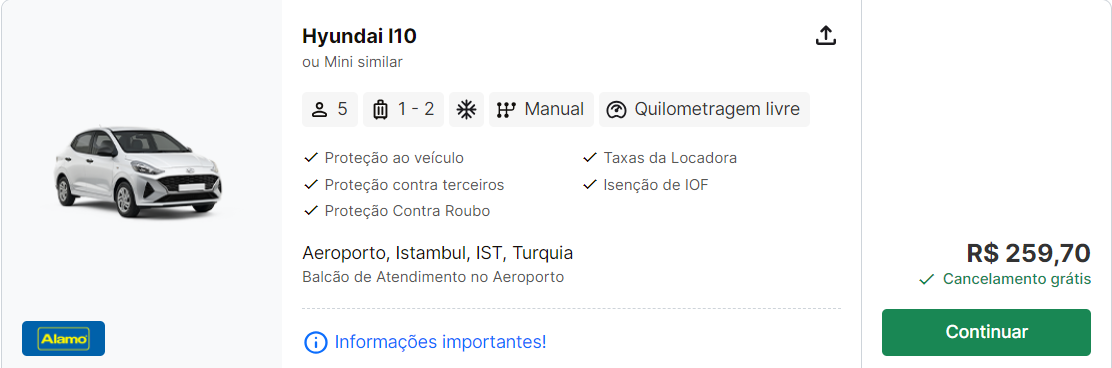 Hyundai I10
ou Mini similar
5
1 - 2
Manual
Quilometragem livre
Proteção ao veículo
Taxas da Locadora
Proteção contra terceiros
Isenção de IOF
Proteção Contra Roubo
Aeroporto, Istambul, IST, Turquia
Balcão de Atendimento no Aeroporto
R$ 259,70
Cancelamento grátis
Alamo
Informações importantes!
Continuar